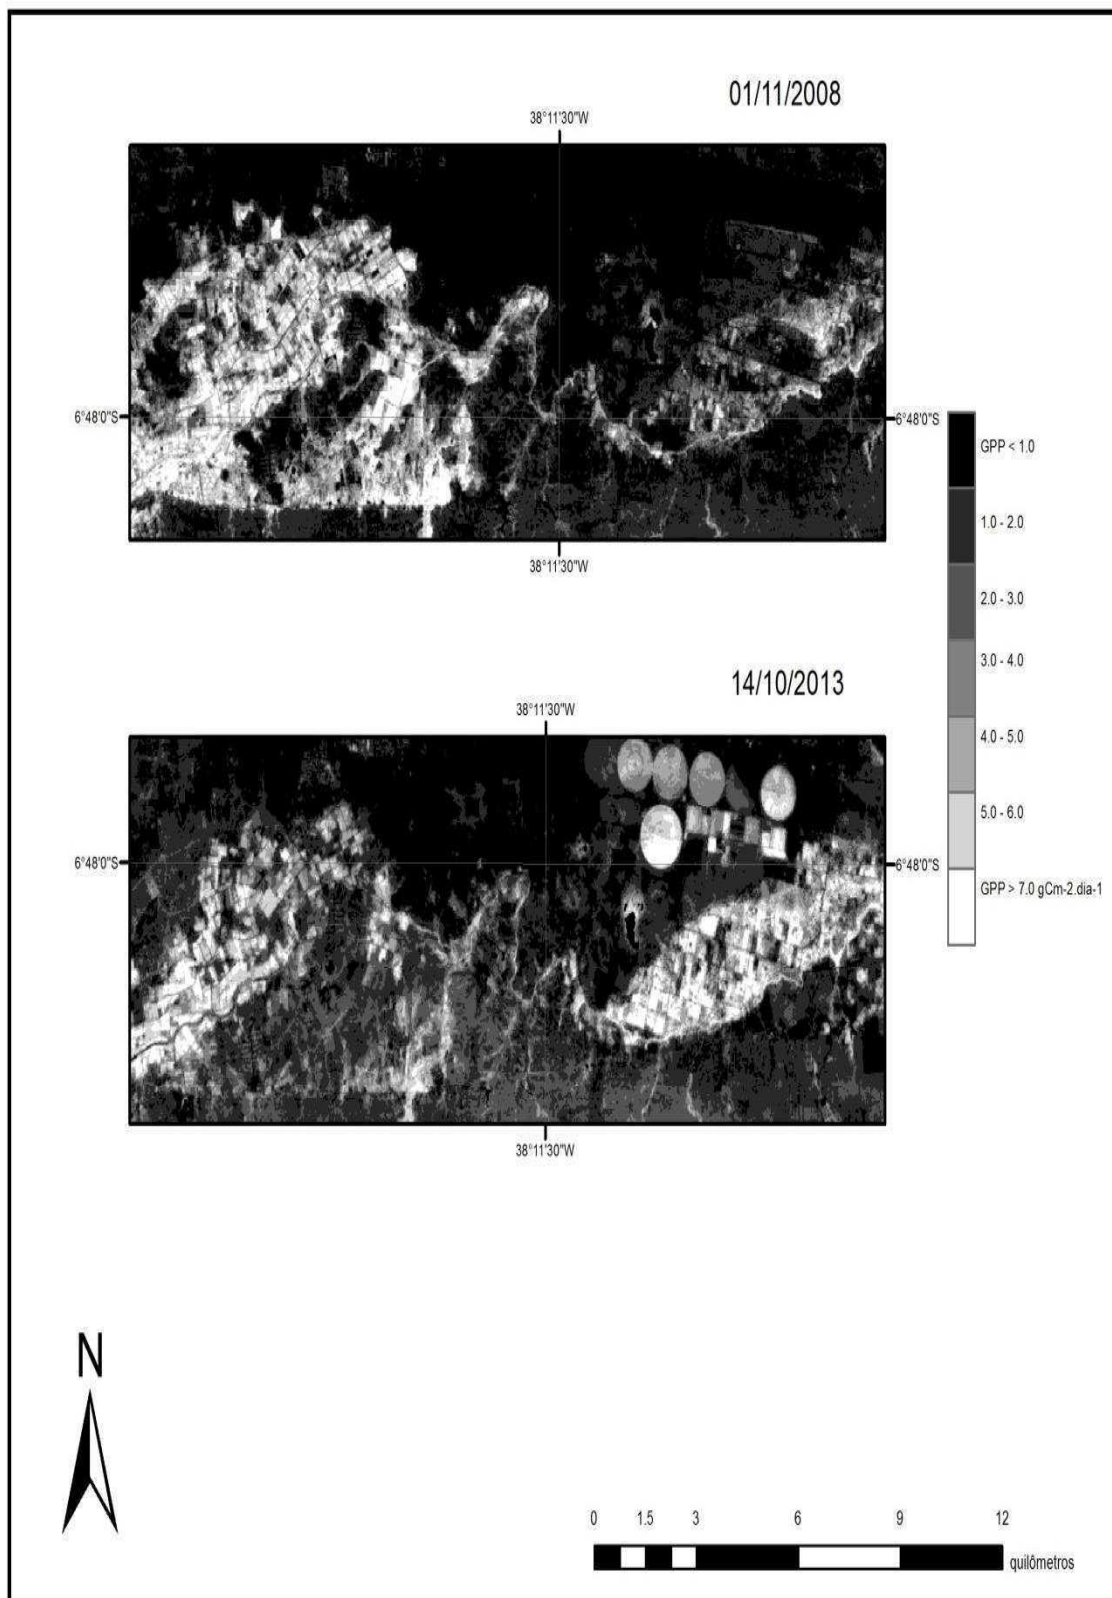 01/11/2008
38°11'30"W
6°48'0"S
6°48'0"S
38°11'30"W
GPP < 1.0
1.0 - 2.0
2.0 - 3.0
3.0 - 4.0
4.0 - 5.0
5.0 - 6.0
GPP > 7.0 gCm-2.dia-1
14/10/2013
38°11'30"W
6°48'0"S
6°48'0"S
38°11'30"W
N
0 1.5 3 6 9 12
quilômetros